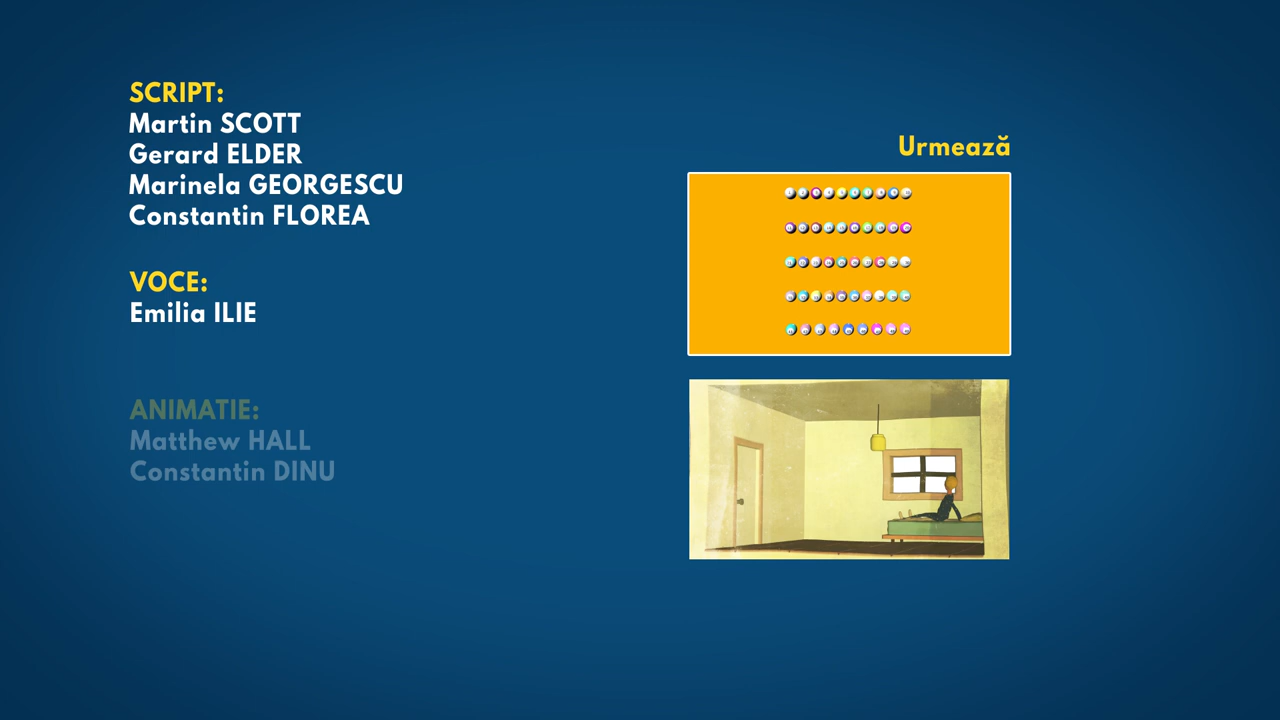 SCRIPT:
Martin SCOTT
Gerard ELDER
Marinela GEORGESCU
Constantin FLOREA
VOCE:
Emilia ILIE
ANIMATIE:
Matthew HALL
Constantin DINU
Urmează